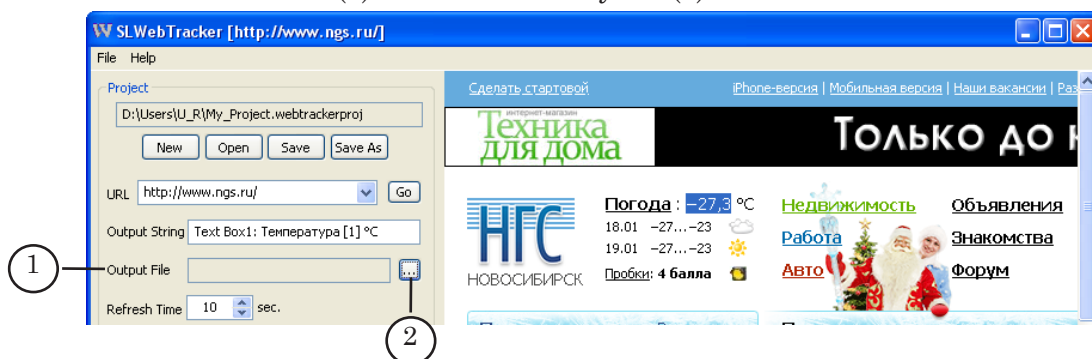 W SLWebTracker [http://www.ngs.ru/]
File Help
Project
D:\Users\U_R\My_Project.webtrackerproj
New Open Save Save As
URL http://www.ngs.ru/ Go
Output String Text Box1: Температура [1] °C
1
Output File ...
2
Refresh Time 10 sec.
Сделать стартовой iPhone-версия | Мобильная версия | Наши вакансии | Раз
интернет-магазин
Техника
для дома
Только до
НГС
НОВОСИБИРСК
Погода : −27,3 °C
18.01 −27...−23
19.01 −27...−23
Пробки: 4 балла
Недвижимость Объявления
Работа Знакомства
Авто Форум